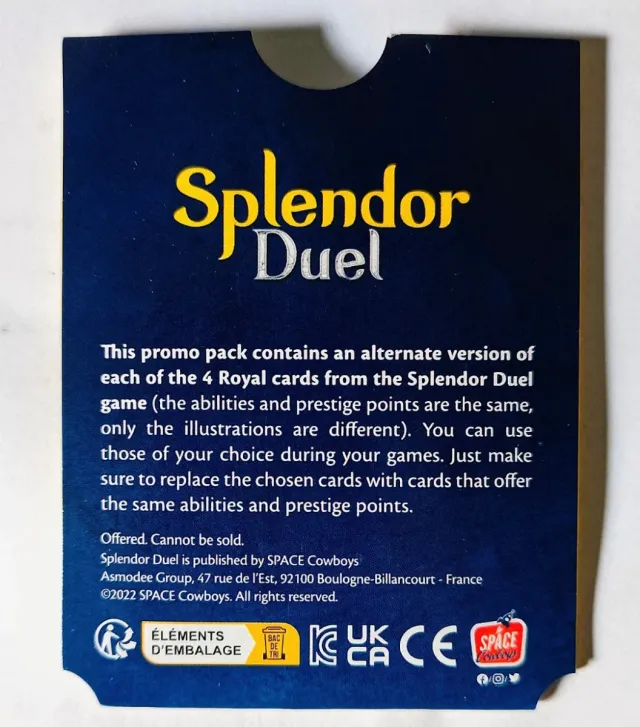 Splendor
Duel
This promo pack contains an alternate version of
each of the 4 Royal cards from the Splendor Duel
game (the abilities and prestige points are the same,
only the illustrations are different). You can use
those of your choice during your games. Just make
sure to replace the chosen cards with cards that offer
the same abilities and prestige points.
Offered. Cannot be sold.
Splendor Duel is published by SPACE Cowboys
Asmodee Group, 47 rue de l'Est, 92100 Boulogne-Billancourt - France
©2022 SPACE Cowboys. All rights reserved.
ÉLÉMENTS
D'EMBALAGE
BAC
DE
TRI
UK
CA
CE
SPACE
Cowboys